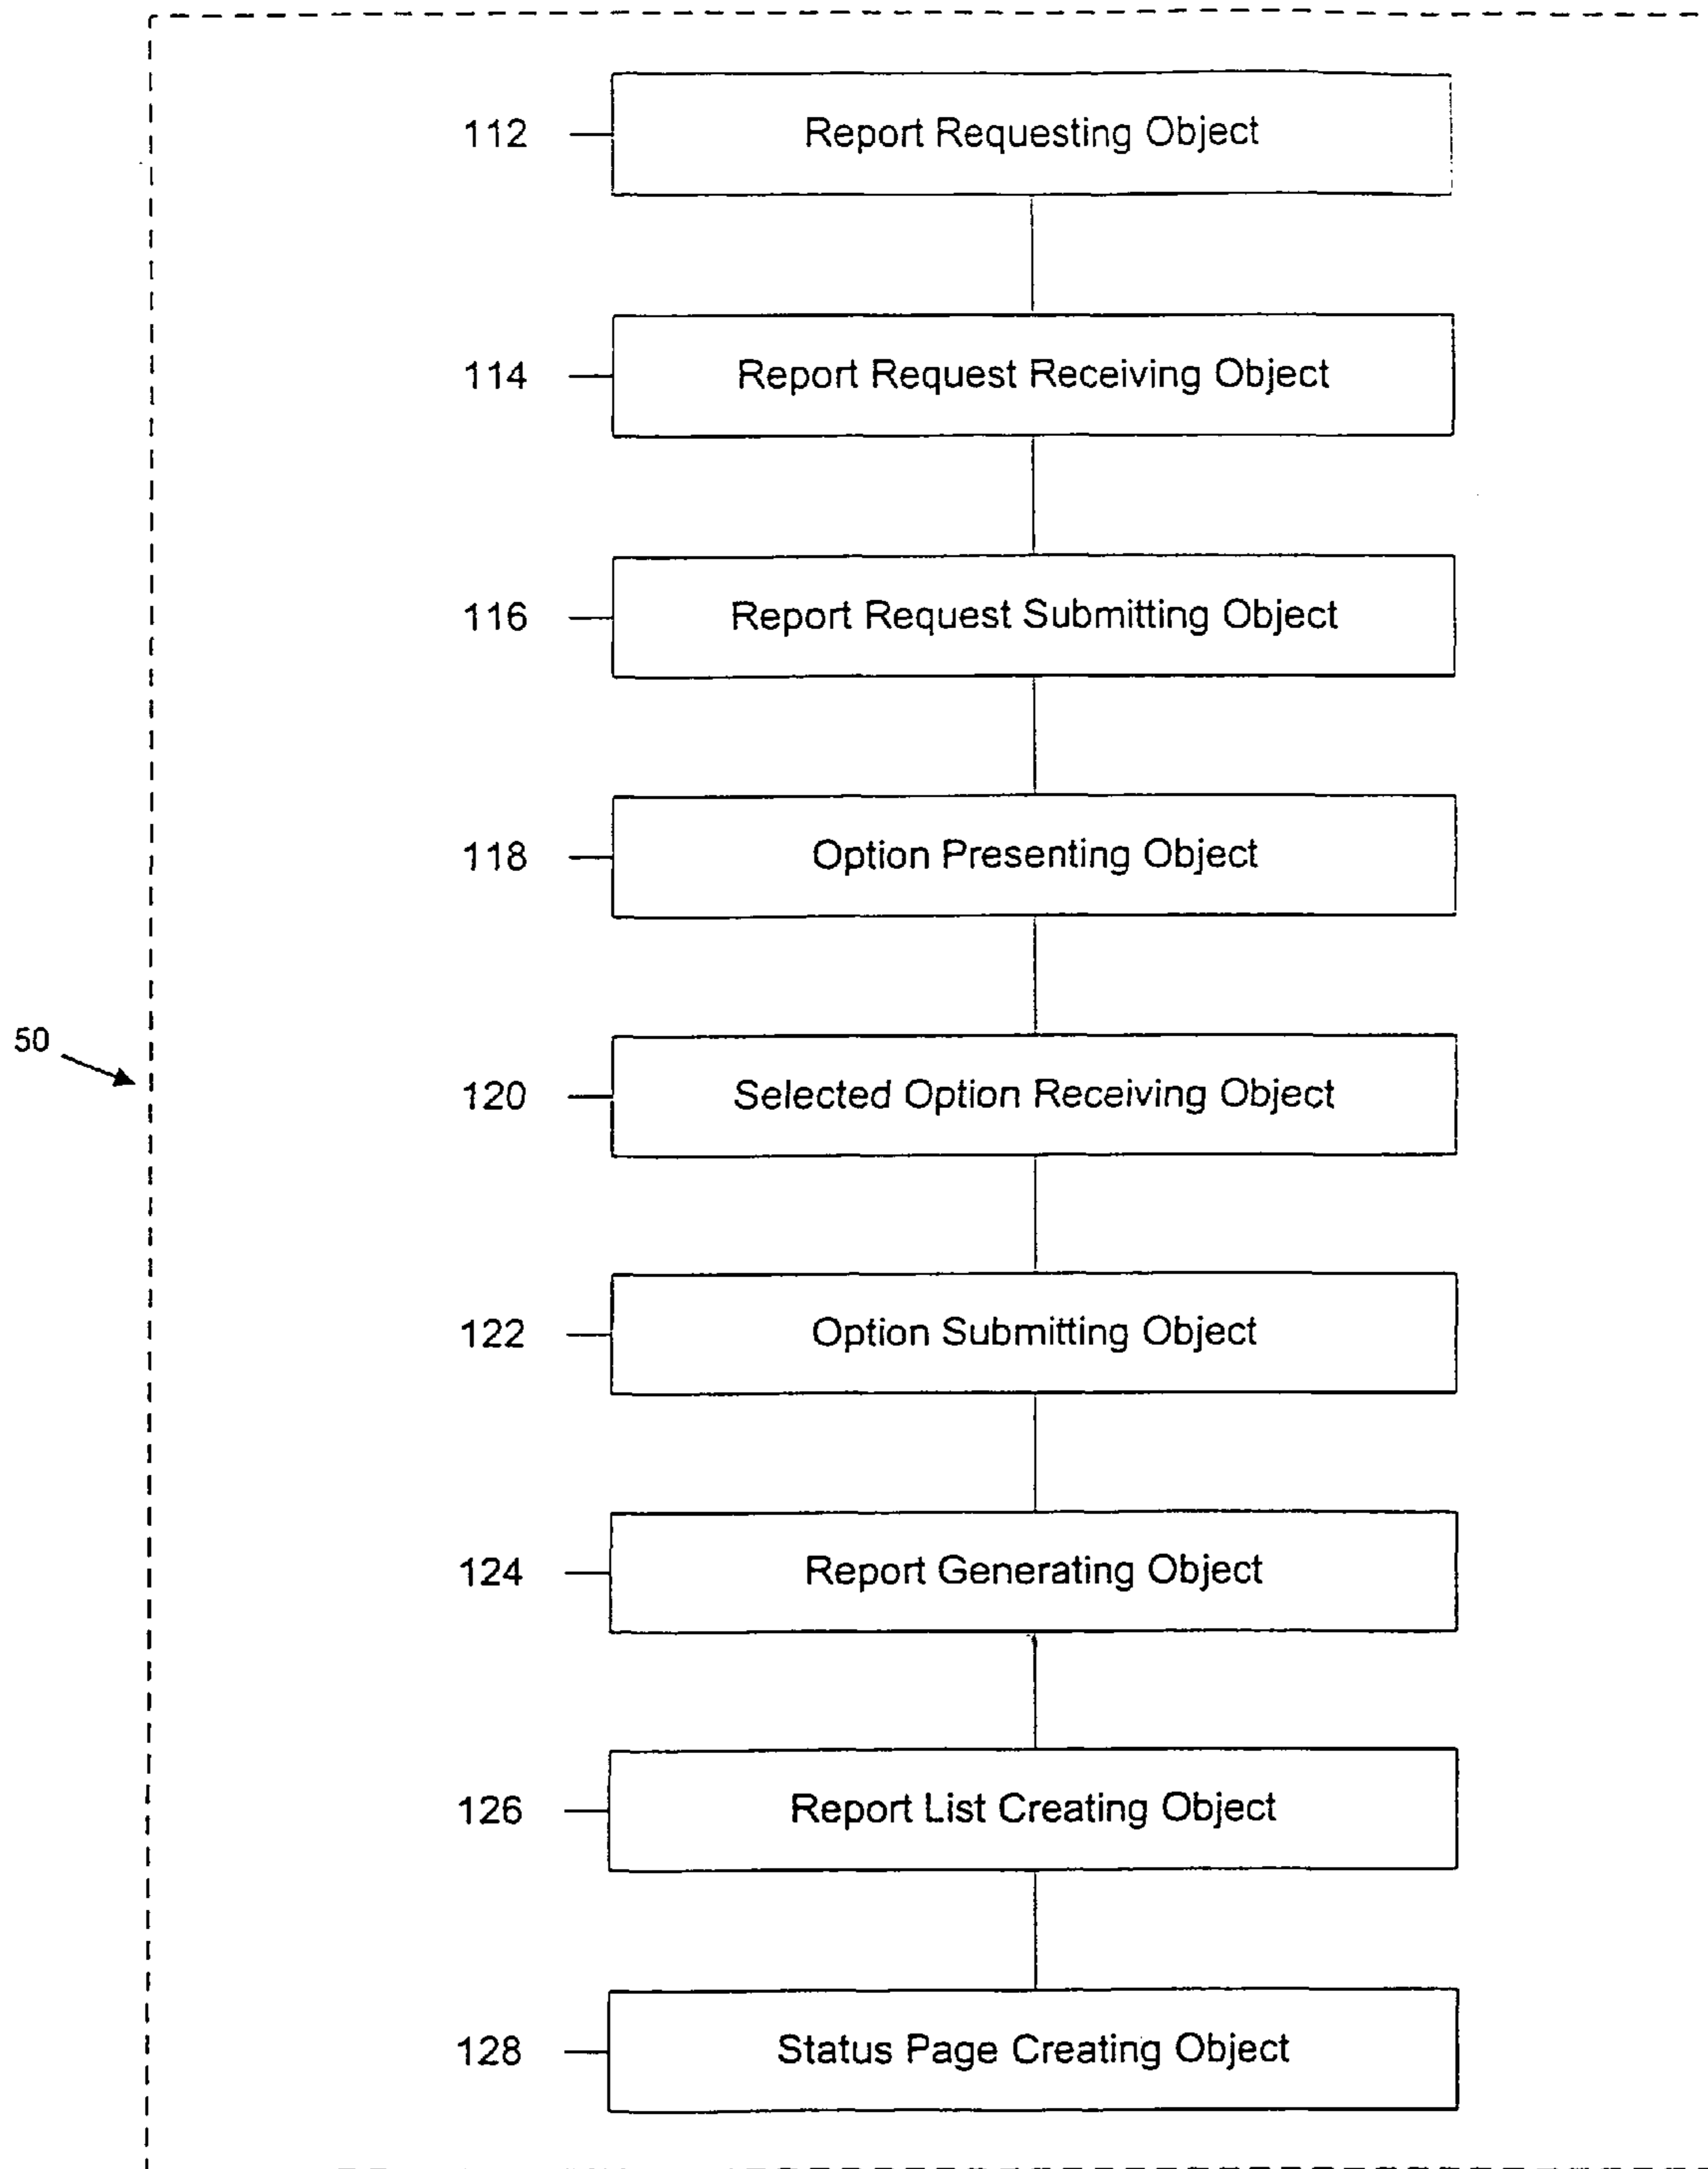 112 Report Requesting Object
114 Report Request Receiving Object
116 Report Request Submitting Object
118 Option Presenting Object
50
120 Selected Option Receiving Object
122 Option Submitting Object
124 Report Generating Object
126 Report List Creating Object
128 Status Page Creating Object